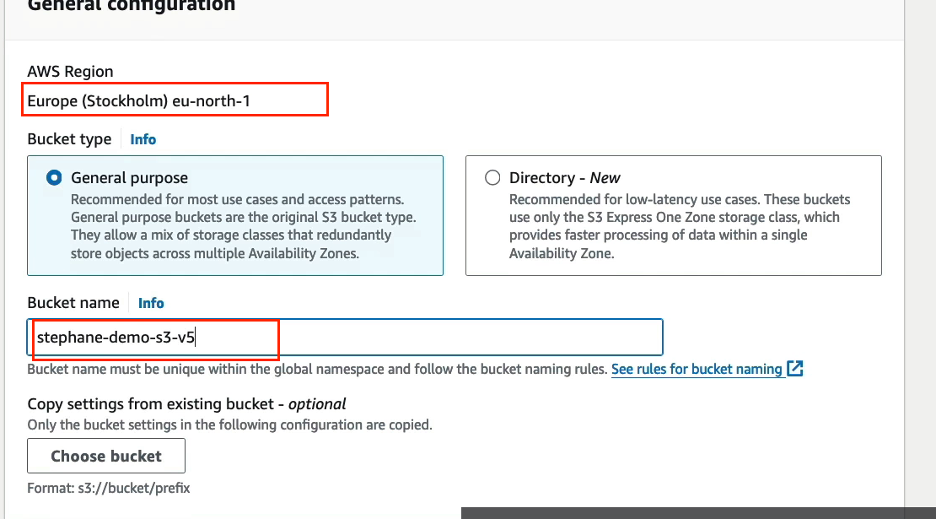 General configuration
AWS Region
Europe (Stockholm) eu-north-1
Bucket type Info
General purpose
Recommended for most use cases and access patterns.
General purpose buckets are the original S3 bucket type.
They allow a mix of storage classes that redundantly
store objects across multiple Availability Zones.
Directory - New
Recommended for low-latency use cases. These buckets
use only the S3 Express One Zone storage class, which
provides faster processing of data within a single
Availability Zone.
Bucket name Info
stephane-demo-s3-v5
Bucket name must be unique within the global namespace and follow the bucket naming rules. See rules for bucket naming
Copy settings from existing bucket - optional
Only the bucket settings in the following configuration are copied.
Choose bucket
Format: s3://bucket/prefix